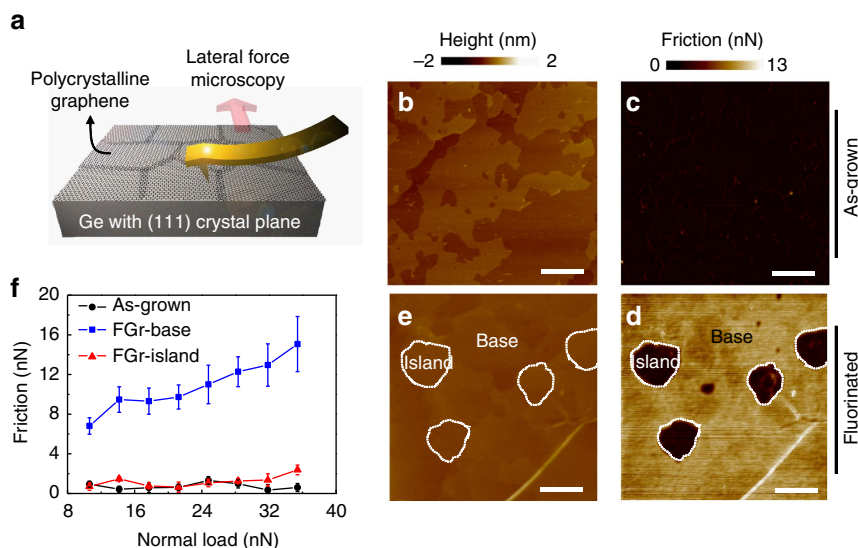 a
Lateral force
microscopy
Polycrystalline
graphene
Ge with (111) crystal plane
Height (nm)
–2 2
Friction (nN)
0 13
b
c
As-grown
e
Island
Base
d
sland
Base
Fluorinated
f
As-grown
FGr-base
FGr-island
20
16
12
8
4
0
Friction (nN)
8 16 24 32 40
Normal load (nN)